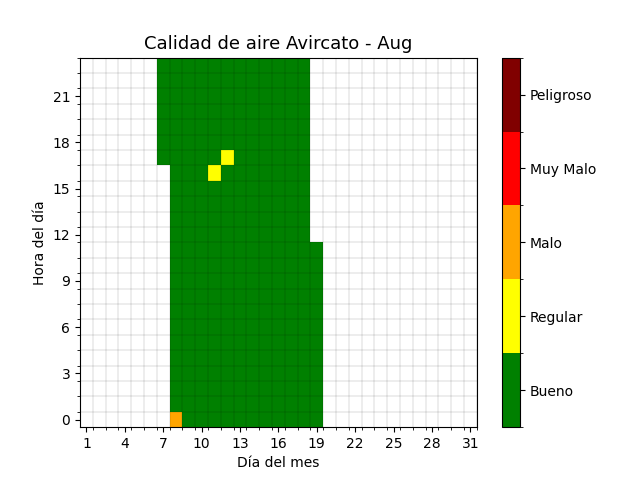 Calidad de aire Avircato - Aug
Hora del día
21
18
15
12
9
6
3
0
1 4 7 10 13 16 19 22 25 28 31
Día del mes
Peligroso
Muy Malo
Malo
Regular
Bueno